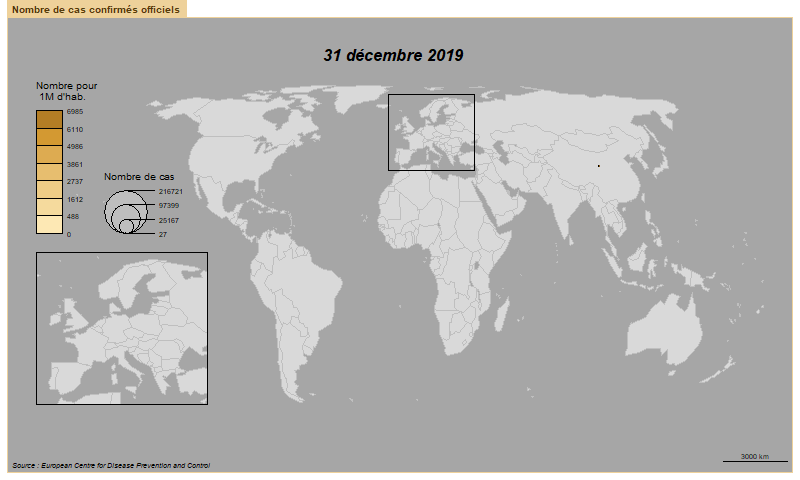 Nombre de cas confirmés officiels
31 décembre 2019
Nombre pour
1M d'hab.
6985
6110
4986
3861
2737
1612
488
0
Nombre de cas
216721
97399
25167
27
3000 km
Source : European Centre for Disease Prevention and Control